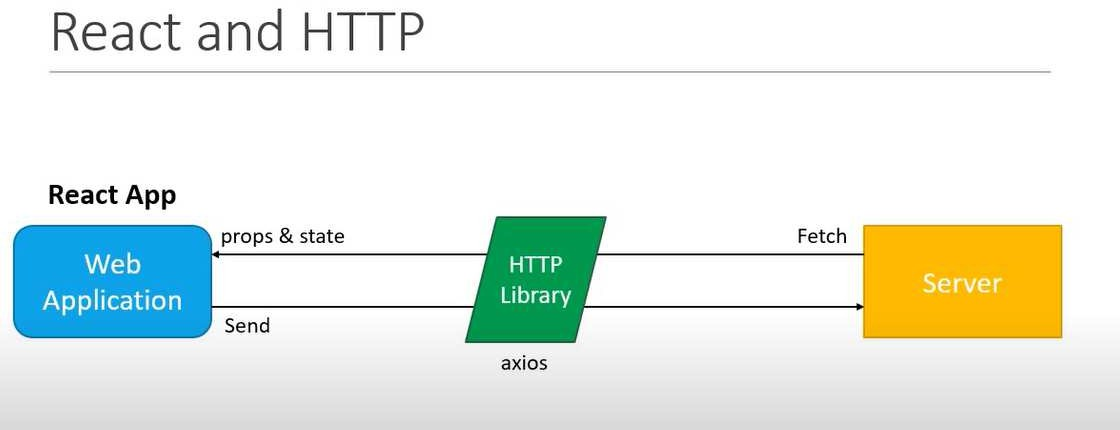 React and HTTP
React App
props & state
Fetch
Web
Application
HTTP
Library
Server
Send
axios